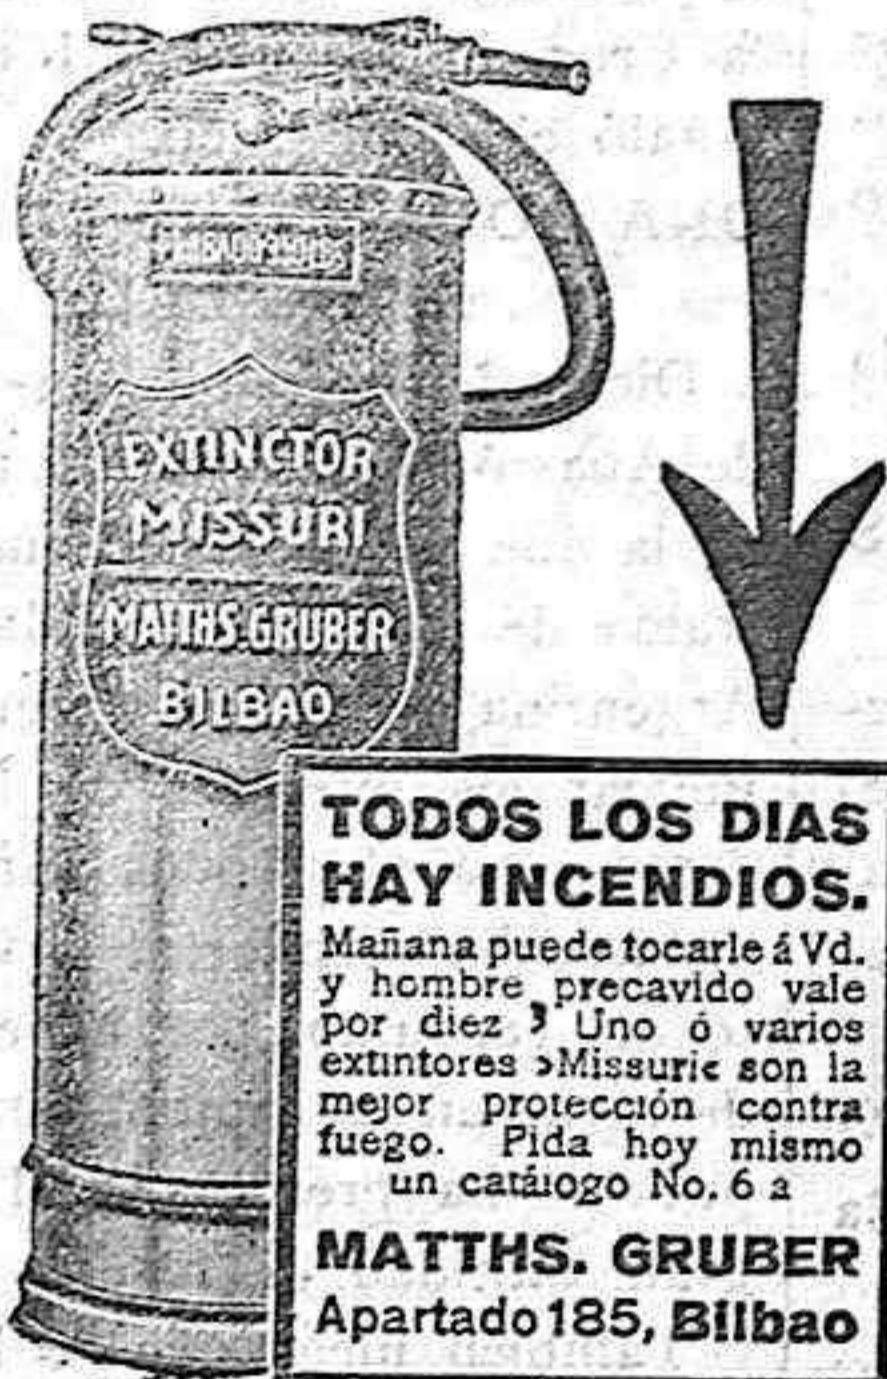 EXTINCTOR
MISSURI
MATTHS. GRUBER
BILBAO
TODOS LOS DIAS
HAY INCENDIOS.
Mañana puede tocarle á Vd.
y hombre precavido vale
por diez Uno ó varios
extintores »Missuri« son la
mejor protección contra
fuego. Pida hoy mismo
un catálogo No. 6 a
MATTHS. GRUBER
Apartado 185, Bilbao